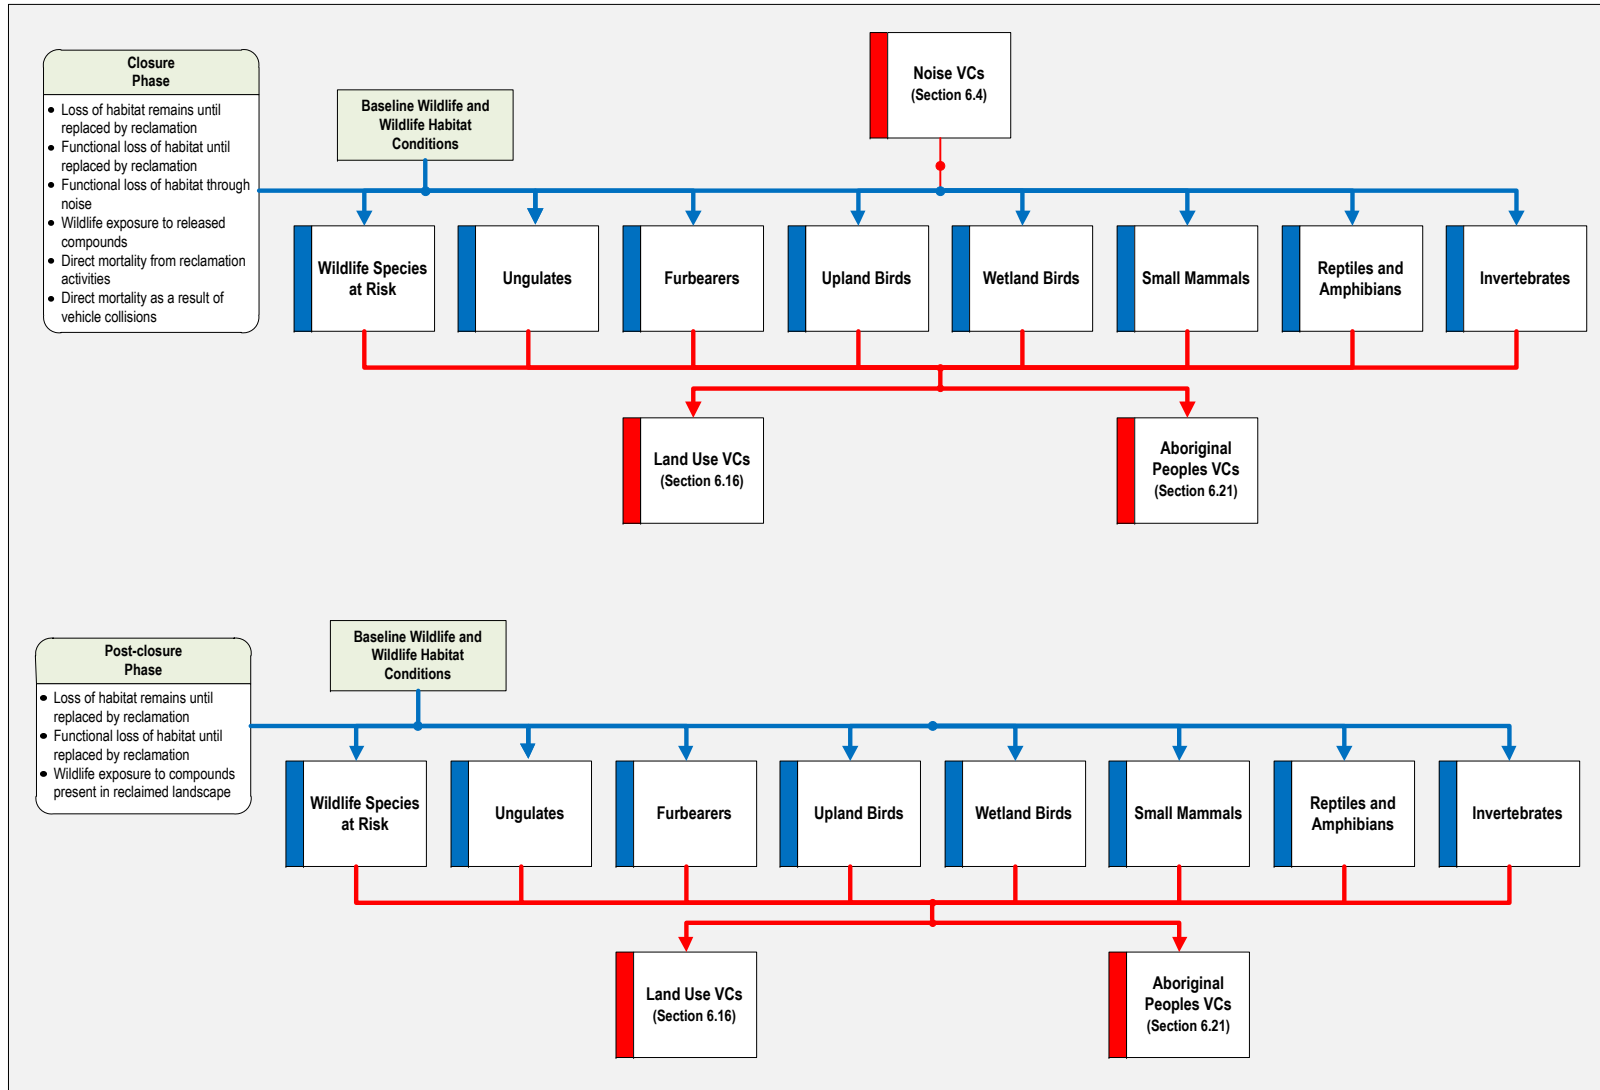 Closure
Phase
• Loss of habitat remains until
replaced by reclamation
• Functional loss of habitat until
replaced by reclamation
• Functional loss of habitat through
noise
• Wildlife exposure to released
compounds
• Direct mortality from reclamation
activities
• Direct mortality as a result of
vehicle collisions
Baseline Wildlife and
Wildlife Habitat
Conditions
Noise VCs
(Section 6.4)
Wildlife Species
at Risk
Ungulates
Furbearers
Upland Birds
Wetland Birds
Small Mammals
Reptiles and
Amphibians
Invertebrates
Land Use VCs
(Section 6.16)
Aboriginal
Peoples VCs
(Section 6.21)
Post-closure
Phase
• Loss of habitat remains until
replaced by reclamation
• Functional loss of habitat until
replaced by reclamation
• Wildlife exposure to compounds
present in reclaimed landscape
Baseline Wildlife and
Wildlife Habitat
Conditions
Wildlife Species
at Risk
Ungulates
Furbearers
Upland Birds
Wetland Birds
Small Mammals
Reptiles and
Amphibians
Invertebrates
Land Use VCs
(Section 6.16)
Aboriginal
Peoples VCs
(Section 6.21)